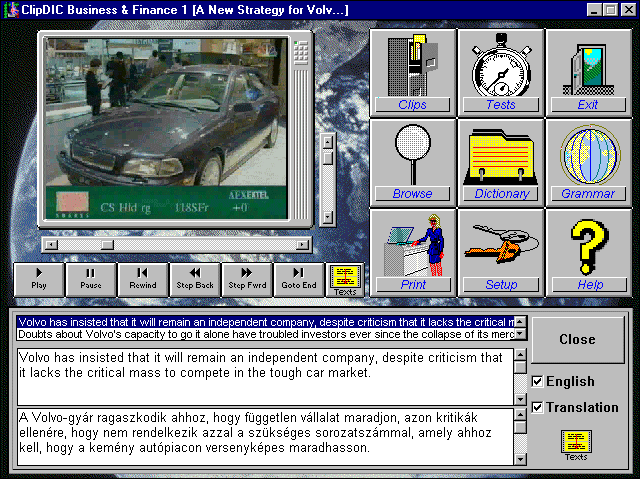 ClipDIC Business & Finance 1 [A New Strategy for Volv...]
CS Hld rg 118SFr +0
Clips
Tests
Exit
Browse
Dictionary
Grammar
Print
Setup
Help
Play
Pause
Rewind
Step Back
Step Fwrd
Goto End
Texts
Volvo has insisted that it will remain an independent company, despite criticism that it lacks the critical m
Doubts about Volvo's capacity to go it alone have troubled investors ever since the collapse of its merc
Close
Volvo has insisted that it will remain an independent company, despite criticism that
it lacks the critical mass to compete in the tough car market.
English
Translation
A Volvo-gyár ragaszkodik ahhoz, hogy független vállalat maradjon, azon kritikák
ellenére, hogy nem rendelkezik azzal a szükséges sorozatszámmal, amely ahhoz
kell, hogy a kemény autópiacon versenyképes maradhasson.
Texts